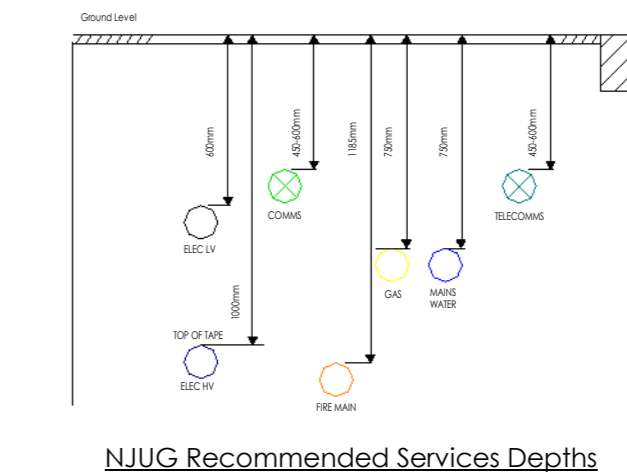 Ground Level
600mm
450-600mm
1185mm
750mm
750mm
450-600mm
COMMS
TELECOMMS
ELEC LV
1000mm
GAS
MAINS
WATER
TOP OF TAPE
ELEC HV
FIRE MAIN
NJUG Recommended Services Depths